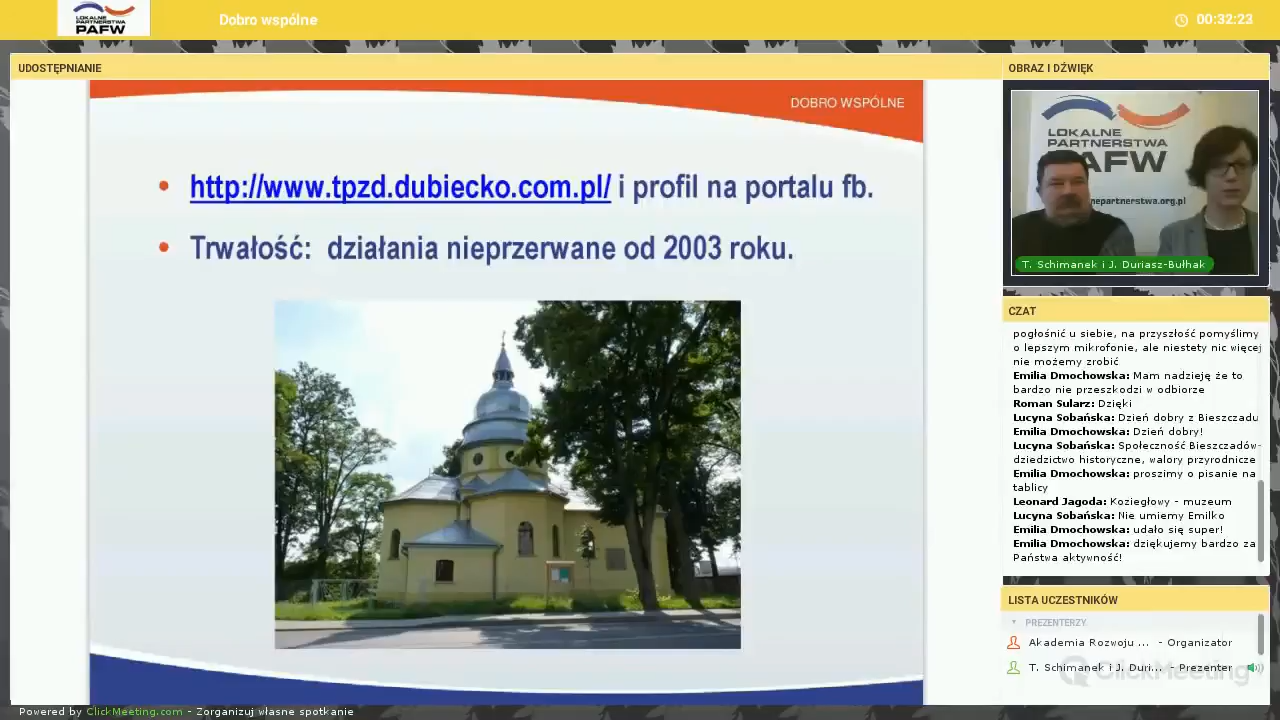 LOKALNE
PARTNERSTWA
PAFW
Dobro wspólne
00:32:23
UDOSTĘPNIANIE
DOBRO WSPÓLNE
http://www.tpzd.dubiecko.com.pl/ i profil na portalu fb.
Trwałość: działania nieprzerwane od 2003 roku.
OBRAZ I DŹWIĘK
LOKALNE
PARTNERSTWA
PAFW
nepartnerstwa.org.pl
T. Schimanek i J. Duriasz-Bułhak
CZAT
pogłośnić u siebie, na przyszłość pomyślimy
o lepszym mikrofonie, ale niestety nic więcej
nie możemy zrobić
Emilia Dmochowska: Mam nadzieję że to
bardzo nie przeszkodzi w odbiorze
Roman Sularz: Dzięki
Lucyna Sobańska: Dzień dobry z Bieszczadu
Emilia Dmochowska: Dzień dobry!
Lucyna Sobańska: Społeczność Bieszczadów-
dziedzictwo historyczne, walory przyrodnicze
Emilia Dmochowska: proszimy o pisanie na
tablicy
Leonard Jagoda: Koziegłowy - muzeum
Lucyna Sobańska: Nie umiemy Emilko
Emilia Dmochowska: udało się super!
Emilia Dmochowska: dziękujemy bardzo za
Państwa aktywność!
LISTA UCZESTNIKÓW
PREZENTERZY
Akademia Rozwoju ... - Organizator
T. Schimanek i J. Duri... - Prezenter
ClickMeeting
Powered by ClickMeeting.com - Zorganizuj własne spotkanie